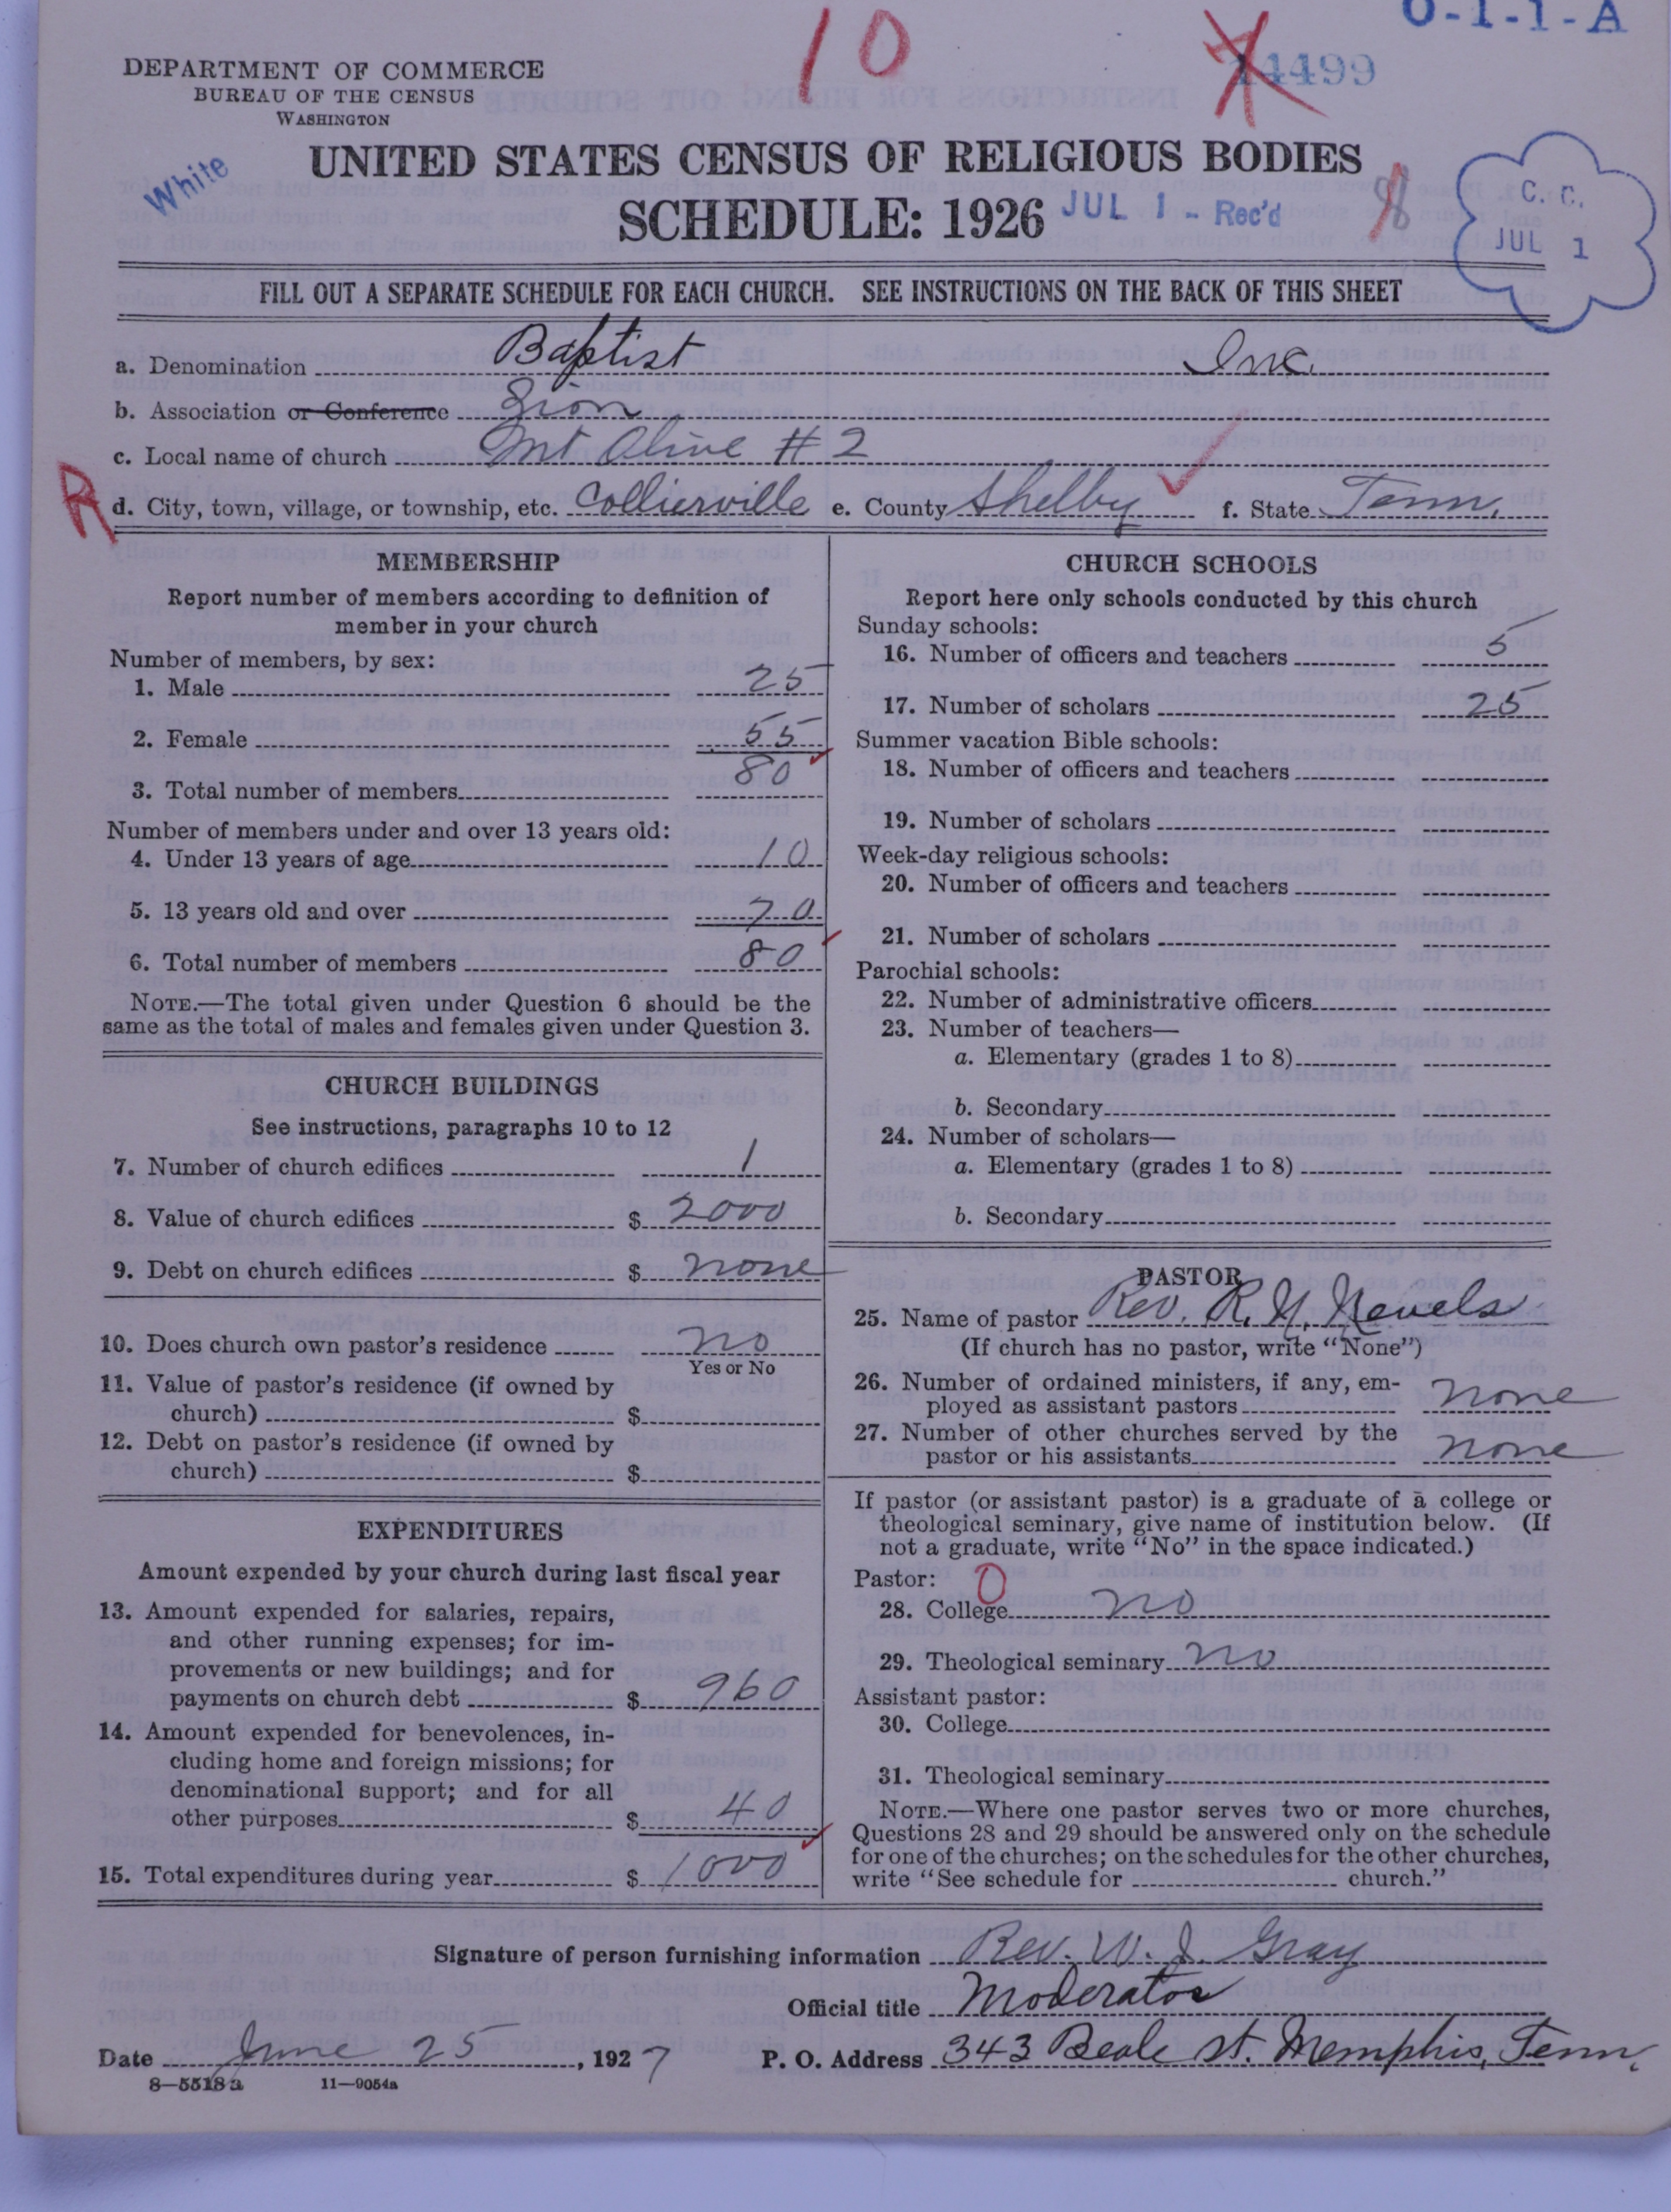 O-1-1-A
10
14499
DEPARTMENT OF COMMERCE
BUREAU OF THE CENSUS
WASHINGTON
White
UNITED STATES CENSUS OF RELIGIOUS BODIES
SCHEDULE: 1926
JUL 1 - Rec'd
C. C.
JUL 1
FILL OUT A SEPARATE SCHEDULE FOR EACH CHURCH. SEE INSTRUCTIONS ON THE BACK OF THIS SHEET
a. Denomination Baptist Inc.
b. Association or Conference Zion
c. Local name of church Mt Olive #2
R
d. City, town, village, or township, etc. Collierville e. County Shelby f. State Tenn.
MEMBERSHIP
Report number of members according to definition of
member in your church
Number of members, by sex:
1. Male 25
2. Female 55
3. Total number of members 80
Number of members under and over 13 years old:
4. Under 13 years of age 10
5. 13 years old and over 70
6. Total number of members 80
NOTE.—The total given under Question 6 should be the
same as the total of males and females given under Question 3.
CHURCH BUILDINGS
See instructions, paragraphs 10 to 12
7. Number of church edifices 1
8. Value of church edifices $ 2000
9. Debt on church edifices $ none
10. Does church own pastor's residence no
Yes or No
11. Value of pastor's residence (if owned by
church) $
12. Debt on pastor's residence (if owned by
church) $
EXPENDITURES
Amount expended by your church during last fiscal year
13. Amount expended for salaries, repairs,
and other running expenses; for im-
provements or new buildings; and for
payments on church debt $ 960
14. Amount expended for benevolences, in-
cluding home and foreign missions; for
denominational support; and for all
other purposes $ 40
15. Total expenditures during year $ 1000
CHURCH SCHOOLS
Report here only schools conducted by this church
Sunday schools:
16. Number of officers and teachers 5
17. Number of scholars 25
Summer vacation Bible schools:
18. Number of officers and teachers
19. Number of scholars
Week-day religious schools:
20. Number of officers and teachers
21. Number of scholars
Parochial schools:
22. Number of administrative officers
23. Number of teachers—
a. Elementary (grades 1 to 8)
b. Secondary
24. Number of scholars—
a. Elementary (grades 1 to 8)
b. Secondary
PASTOR
25. Name of pastor Rev. R. Y. Nevels
(If church has no pastor, write "None")
26. Number of ordained ministers, if any, em-
ployed as assistant pastors none
27. Number of other churches served by the
pastor or his assistants none
If pastor (or assistant pastor) is a graduate of a college or
theological seminary, give name of institution below. (If
not a graduate, write "No" in the space indicated.)
Pastor: 0
28. College no
29. Theological seminary no
Assistant pastor:
30. College
31. Theological seminary
NOTE.—Where one pastor serves two or more churches,
Questions 28 and 29 should be answered only on the schedule
for one of the churches; on the schedules for the other churches,
write "See schedule for church."
Signature of person furnishing information Rev. W. J. Gray
Official title Moderator
Date June 25, 1927 P. O. Address 343 Beale st. Memphis, Tenn.
8—5518a 11—9054a